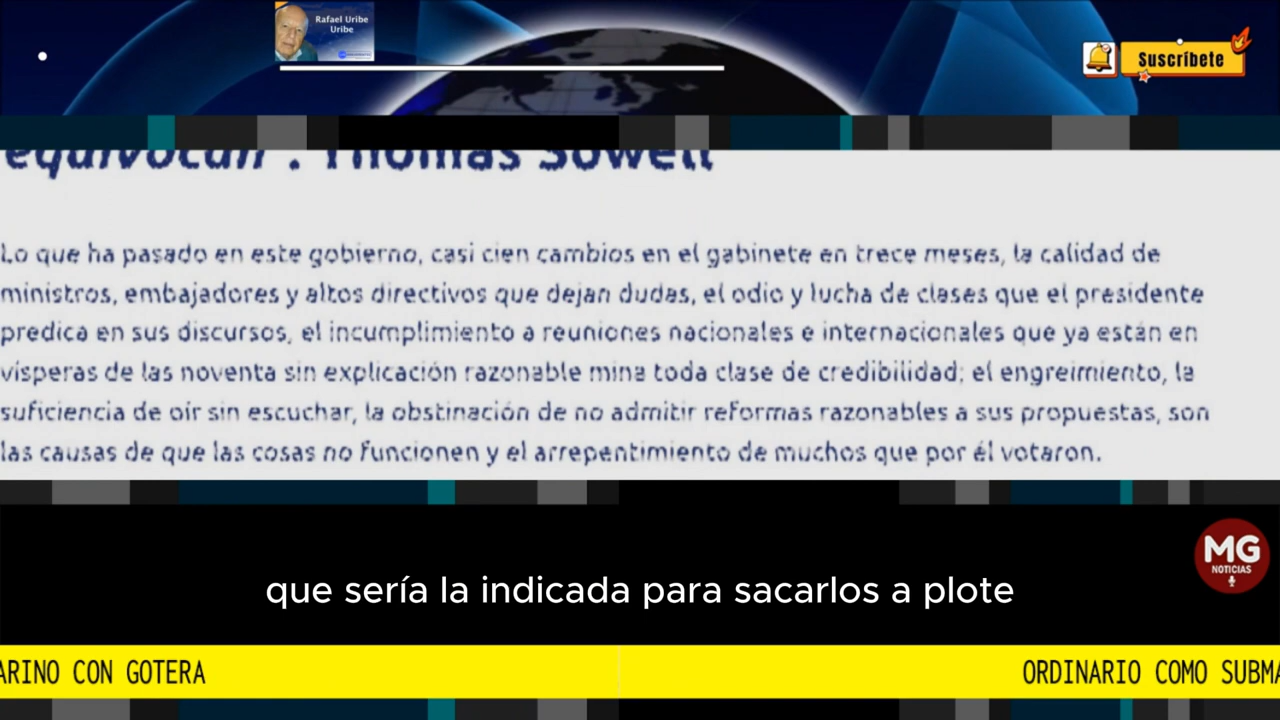 Rafael Uribe
Uribe
Suscríbete
equivocan". Thomas Sowell
Lo que ha pasado en este gobierno, casi cien cambios en el gabinete en trece meses, la calidad de
ministros, embajadores y altos directivos que dejan dudas, el odio y lucha de clases que el presidente
predica en sus discursos, el incumplimiento a reuniones nacionales e internacionales que ya están en
vísperas de las noventa sin explicación razonable mina toda clase de credibilidad; el engreimiento, la
suficiencia de oir sin escuchar, la obstinación de no admitir reformas razonables a sus propuestas, son
las causas de que las cosas no funcionen y el arrepentimiento de muchos que por él votaron.
MG
NOTICIAS
que sería la indicada para sacarlos a plote
ARINO CON GOTERA
ORDINARIO COMO SUBMA